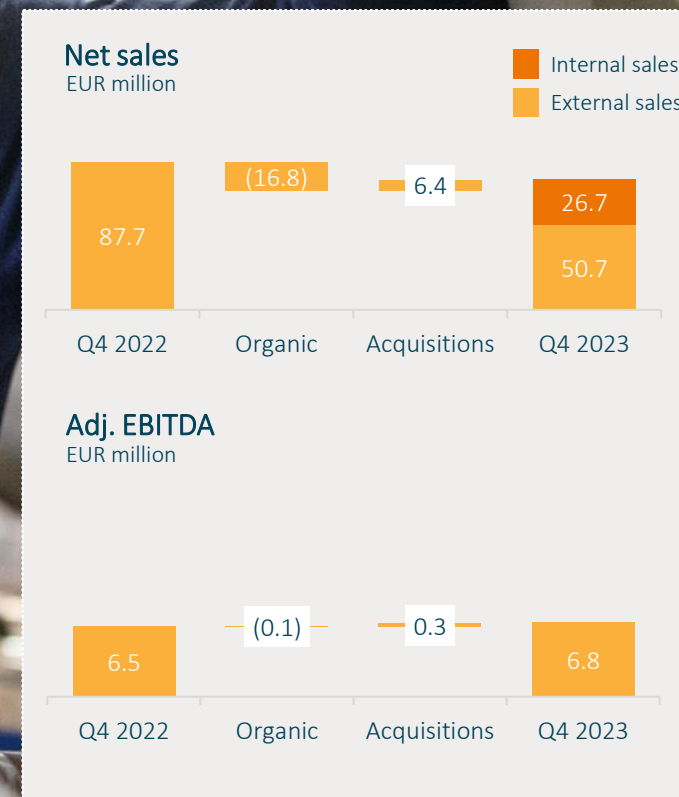 Net sales
EUR million
Internal sales
External sales
87.7
(16.8)
6.4
26.7
50.7
Q4 2022
Organic
Acquisitions
Q4 2023
Adj. EBITDA
EUR million
6.5
(0.1)
0.3
6.8
Q4 2022
Organic
Acquisitions
Q4 2023